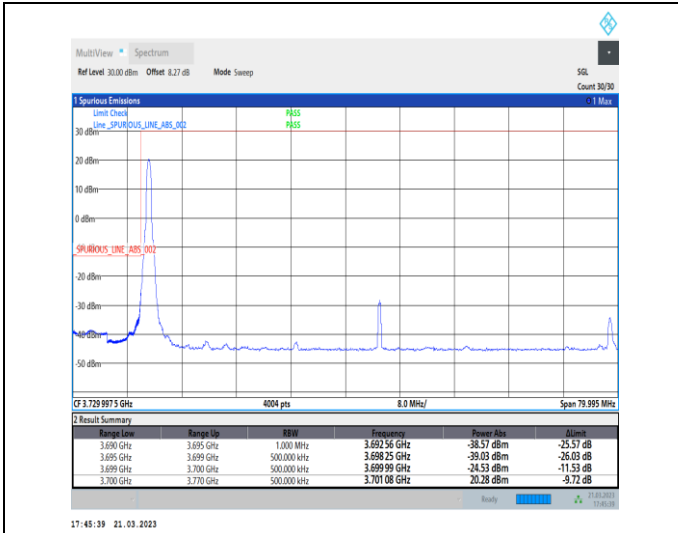 MultiView Spectrum
Ref Level 30.00 dBm Offset 8.27 dB Mode Sweep SGL
Count 30/30
1 Spurious Emissions 1 Max
Limit Check PASS
Line _SPURIOUS_LINE_ABS_002 PASS
30 dBm
20 dBm
10 dBm
0 dBm
_SPURIOUS_LINE_ABS_002
-20 dBm
-30 dBm
-40 dBm
-50 dBm
CF 3.729 997 5 GHz 4004 pts 8.0 MHz/ Span 79.995 MHz
2 Result Summary
Range Low Range Up RBW Frequency Power Abs ΔLimit
3.690 GHz 3.695 GHz 1.000 MHz 3.692 56 GHz -38.57 dBm -25.57 dB
3.695 GHz 3.699 GHz 500.000 kHz 3.698 25 GHz -39.03 dBm -26.03 dB
3.699 GHz 3.700 GHz 500.000 kHz 3.699 99 GHz -24.53 dBm -11.53 dB
3.700 GHz 3.770 GHz 500.000 kHz 3.701 08 GHz 20.28 dBm -9.72 dB
Ready 21.03.2023
17:45:39
17:45:39 21.03.2023